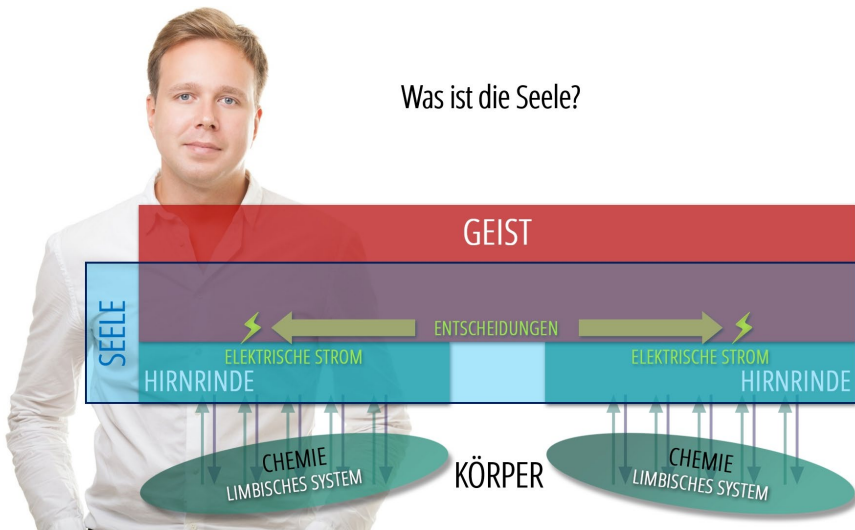 Was ist die Seele?
GEIST
SEELE
ENTSCHEIDUNGEN
ELEKTRISCHE STROM
ELEKTRISCHE STROM
HIRNRINDE
HIRNRINDE
CHEMIE
LIMBISCHES SYSTEM
KÖRPER
CHEMIE
LIMBISCHES SYSTEM